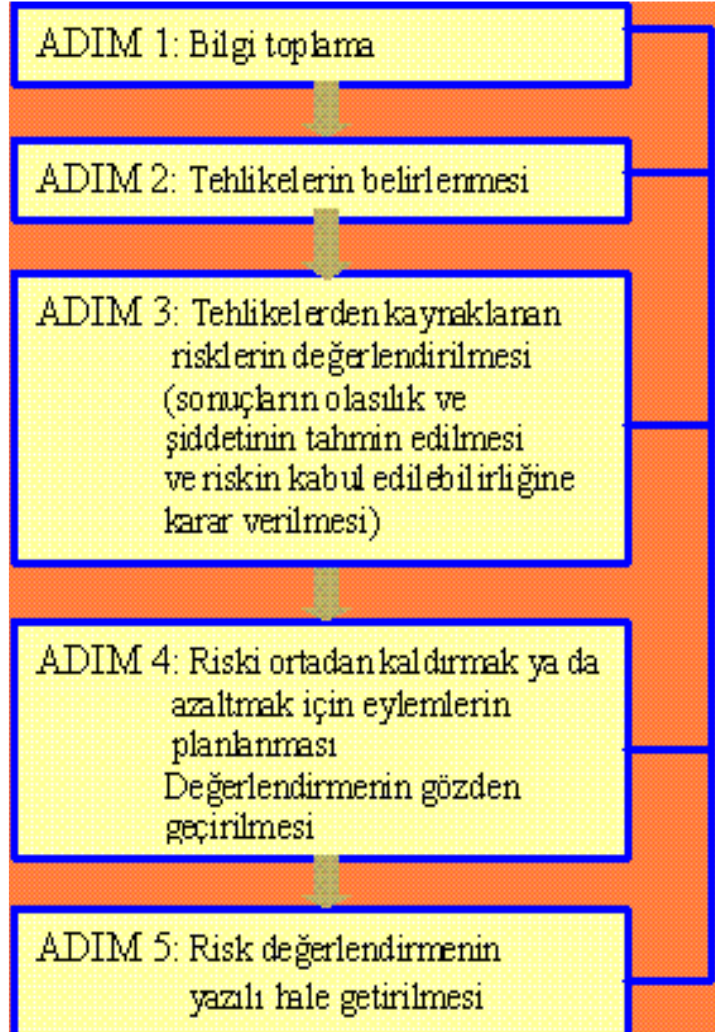 ADIM 1: Bilgi toplama
ADIM 2: Tehlikelerin belirlenmesi
ADIM 3: Tehlikelerden kaynaklanan
risklerin değerlendirilmesi
(sonuçların olasılık ve
şiddetinin tahmin edilmesi
ve riskin kabul edilebilirliğine
karar verilmesi)
ADIM 4: Riski ortadan kaldırmak ya da
azaltmak için eylemlerin
planlanması
Değerlendirmenin gözden
geçirilmesi
ADIM 5: Risk değerlendirmenin
yazılı hale getirilmesi